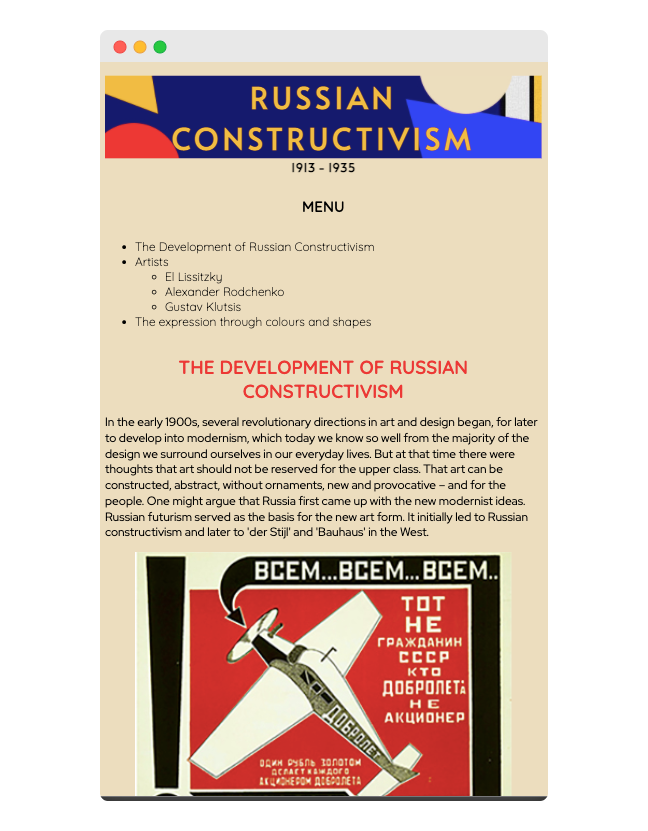 RUSSIAN
CONSTRUCTIVISM
1913 - 1935
MENU
The Development of Russian Constructivism
Artists
El Lissitzky
Alexander Rodchenko
Gustav Klutsis
The expression through colours and shapes
THE DEVELOPMENT OF RUSSIAN
CONSTRUCTIVISM
In the early 1900s, several revolutionary directions in art and design began, for later
to develop into modernism, which today we know so well from the majority of the
design we surround ourselves in our everyday lives. But at that time there were
thoughts that art should not be reserved for the upper class. That art can be
constructed, abstract, without ornaments, new and provocative – and for the
people. One might argue that Russia first came up with the new modernist ideas.
Russian futurism served as the basis for the new art form. It initially led to Russian
constructivism and later to 'der Stijl' and 'Bauhaus' in the West.
ВСЕМ...ВСЕМ...ВСЕМ..
ТОТ
НЕ
ГРАЖДАНИН
СССР
КТО
ДОБРОЛЕТА
НЕ
АКЦИОНЕР
ДОБРОЛЕТ
ОДИН РУБЛЬ ЗОЛОТОМ
ДЕЛАЕТ КАЖДОГО
АКЦИОНЕРОМ ДОБРОЛЕТА